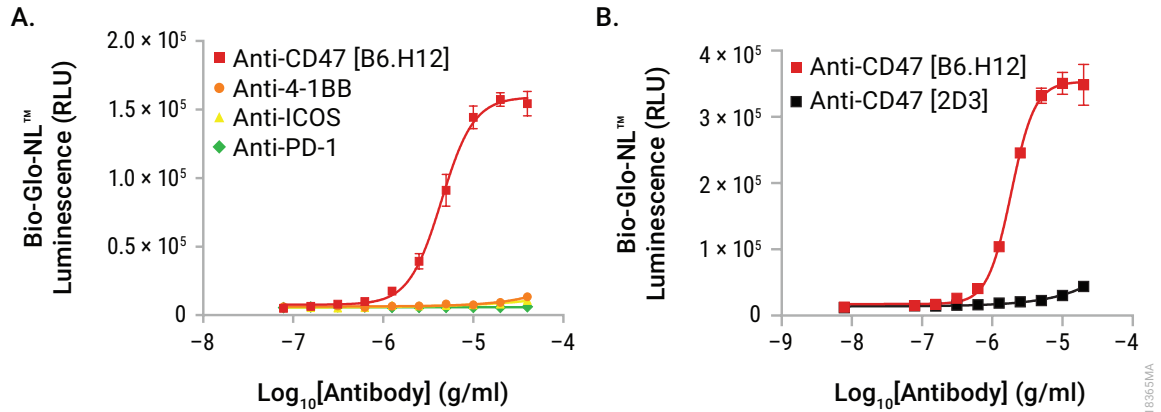 A.
Bio-Glo-NL™
Luminescence (RLU)
2.0 × 10⁵
1.5 × 10⁵
1.0 × 10⁵
0.5 × 10⁵
0
Anti-CD47 [B6.H12]
Anti-4-1BB
Anti-ICOS
Anti-PD-1
−8
−7
−6
−5
−4
Log₁₀[Antibody] (g/ml)
B.
Bio-Glo-NL™
Luminescence (RLU)
4 × 10⁵
3 × 10⁵
2 × 10⁵
1 × 10⁵
0
Anti-CD47 [B6.H12]
Anti-CD47 [2D3]
−9
−8
−7
−6
−5
−4
Log₁₀[Antibody] (g/ml)
18365MA